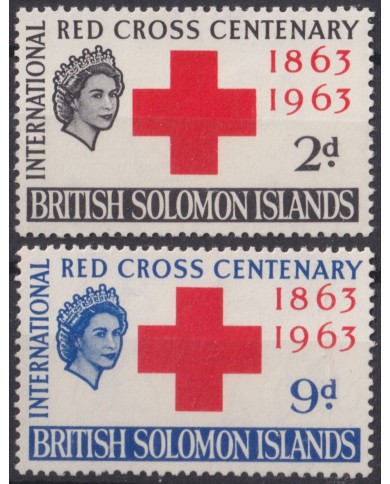 INTERNATIONAL
RED CROSS CENTENARY
1863
1963
2d.
BRITISH SOLOMON ISLANDS
INTERNATIONAL
RED CROSS CENTENARY
1863
1963
9d.
BRITISH SOLOMON ISLANDS